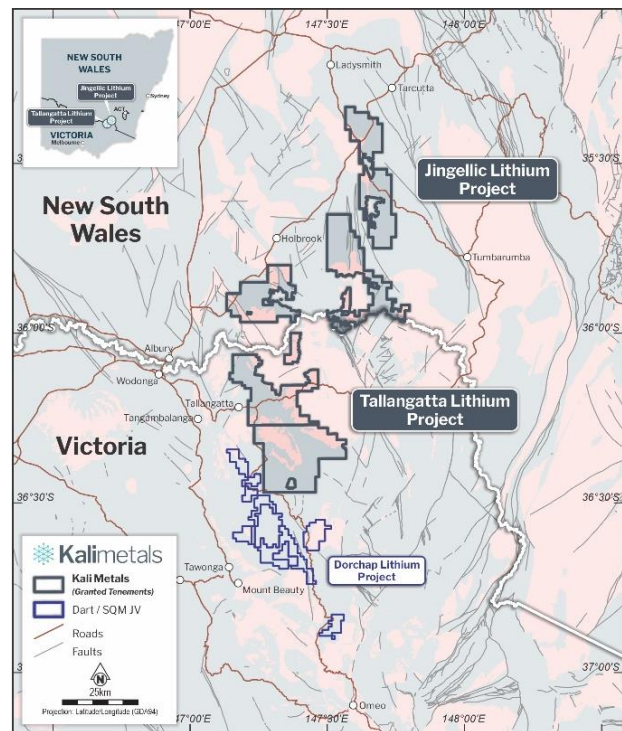 147°00'E
147°30'E
148°00'E
NEW SOUTH
WALES
Jingellic Lithium
Project
Sydney
ACT
Tallangatta Lithium
Project
VICTORIA
Melbourne
Ladysmith
Tarcutta
35°30'
Jingellic Lithium
Project
New South
Wales
Holbrook
Tumbarumba
36°00'S
36°00'S
Albury
Wodonga
Tallangatta
Tangambalanga
Tallangatta Lithium
Project
Victoria
36°30'S
36°30'S
Dorchap Lithium
Project
Tawonga
Mount Beauty
Omeo
37°00'S
Kalimetals
Kali Metals
(Granted Tenements)
Dart / SQM JV
Roads
Faults
N
25km
Projection: Latitude/Longitude (GDA94)
147°00'E
147°30'E
148°00'E